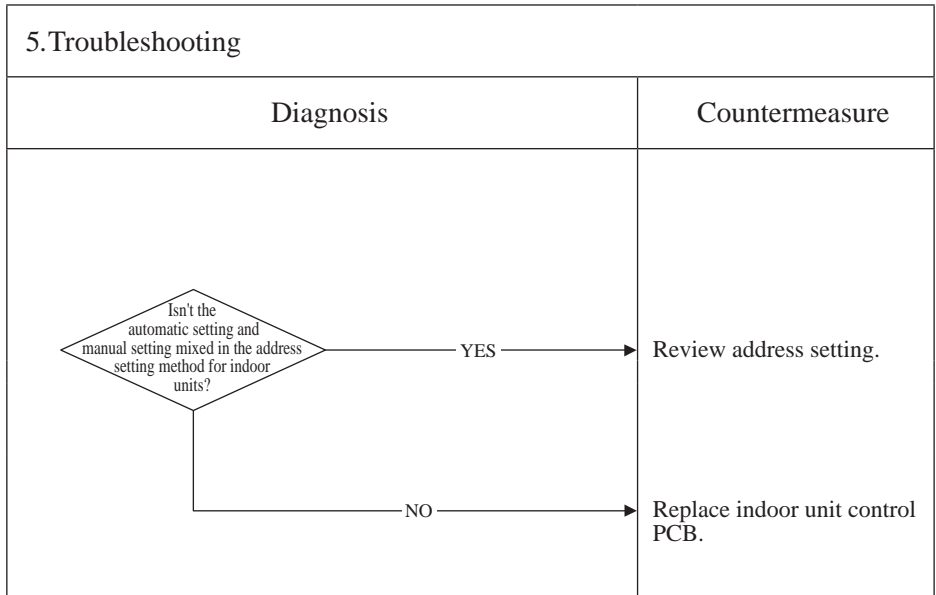 5.Troubleshooting
Diagnosis
Countermeasure
Isn't the
automatic setting and
manual setting mixed in the address
setting method for indoor
units?
YES
Review address setting.
NO
Replace indoor unit control
PCB.